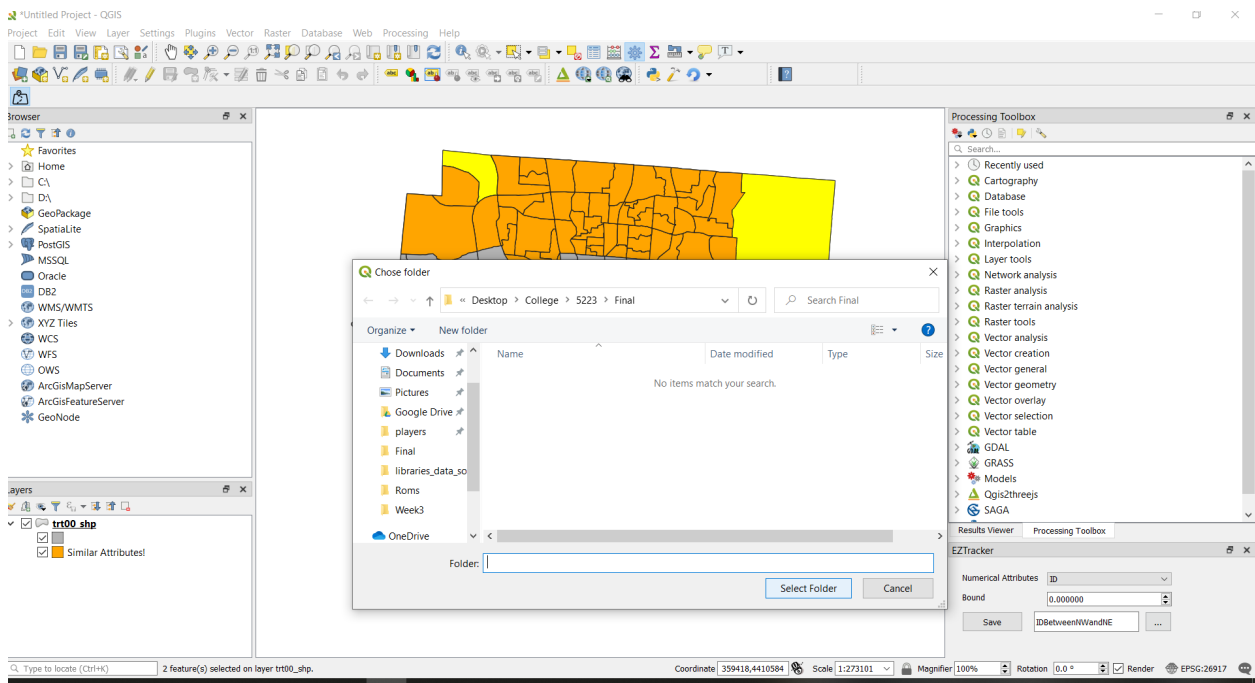 *Untitled Project - QGIS
Project Edit View Layer Settings Plugins Vector Raster Database Web Processing Help
Browser
Favorites
Home
C:\
D:\
GeoPackage
SpatiaLite
PostGIS
MSSQL
Oracle
DB2
WMS/WMTS
XYZ Tiles
WCS
WFS
OWS
ArcGisMapServer
ArcGisFeatureServer
GeoNode
Layers
trt00_shp
Similar Attributes!
Chose folder
« Desktop > College > 5223 > Final
Search Final
Organize New folder
Downloads
Documents
Pictures
Google Drive
players
Final
libraries_data_so
Roms
Week3
OneDrive
Name Date modified Type Size
No items match your search.
Folder:
Select Folder Cancel
Processing Toolbox
Search...
Recently used
Cartography
Database
File tools
Graphics
Interpolation
Layer tools
Network analysis
Raster analysis
Raster terrain analysis
Raster tools
Vector analysis
Vector creation
Vector general
Vector geometry
Vector overlay
Vector selection
Vector table
GDAL
GRASS
Models
Qgis2threejs
SAGA
Results Viewer Processing Toolbox
EZTracker
Numerical Attributes ID
Bound 0.000000
Save IDBetweenNWandNE ...
Type to locate (Ctrl+K) 2 feature(s) selected on layer trt00_shp. Coordinate 359418,4410584 Scale 1:273101 Magnifier 100% Rotation 0.0 ° Render EPSG:26917